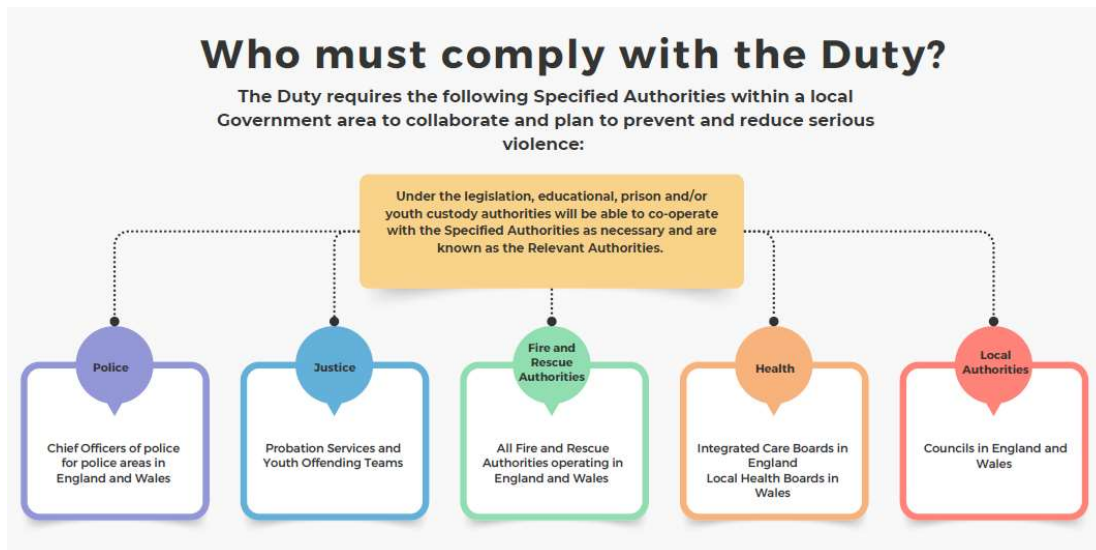 Who must comply with the Duty?
The Duty requires the following Specified Authorities within a local
Government area to collaborate and plan to prevent and reduce serious
violence:
Under the legislation, educational, prison and/or
youth custody authorities will be able to co-operate
with the Specified Authorities as necessary and are
known as the Relevant Authorities.
Police
Chief Officers of police
for police areas in
England and Wales
Justice
Probation Services and
Youth Offending Teams
Fire and
Rescue
Authorities
All Fire and Rescue
Authorities operating in
England and Wales
Health
Integrated Care Boards in
England
Local Health Boards in
Wales
Local
Authorities
Councils in England and
Wales